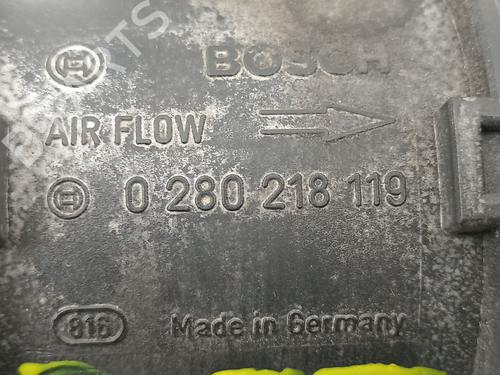 BOSCH
AIR FLOW
0 280 218 119
816 Made in Germany